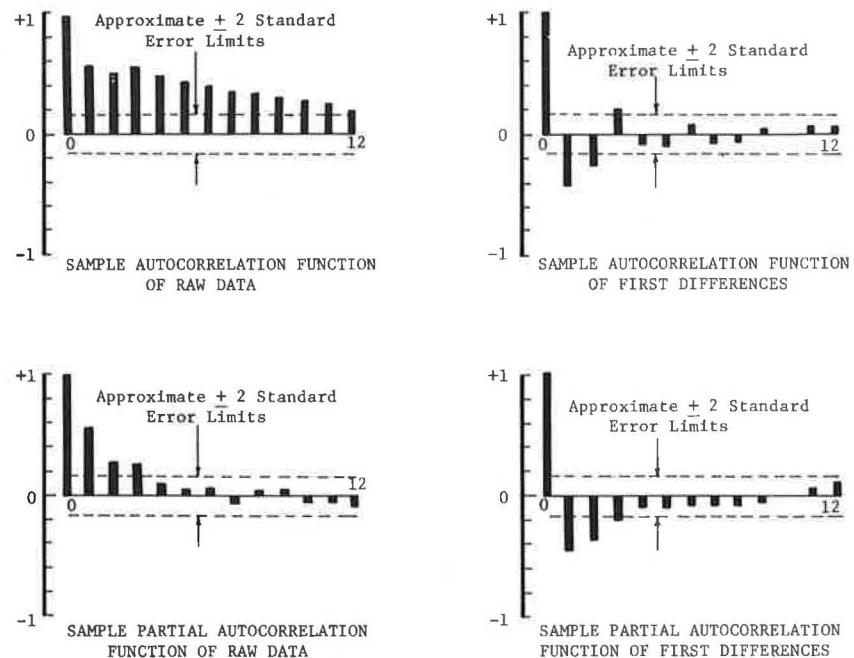 +1
Approximate ± 2 Standard
Error Limits
0
0
12
-1
SAMPLE AUTOCORRELATION FUNCTION
OF RAW DATA
+1
Approximate ± 2 Standard
Error Limits
0
0
12
-1
SAMPLE AUTOCORRELATION FUNCTION
OF FIRST DIFFERENCES
+1
Approximate ± 2 Standard
Error Limits
12
0
0
-1
SAMPLE PARTIAL AUTOCORRELATION
FUNCTION OF RAW DATA
+1
Approximate ± 2 Standard
Error Limits
0
0
12
-1
SAMPLE PARTIAL AUTOCORRELATION
FUNCTION OF FIRST DIFFERENCES